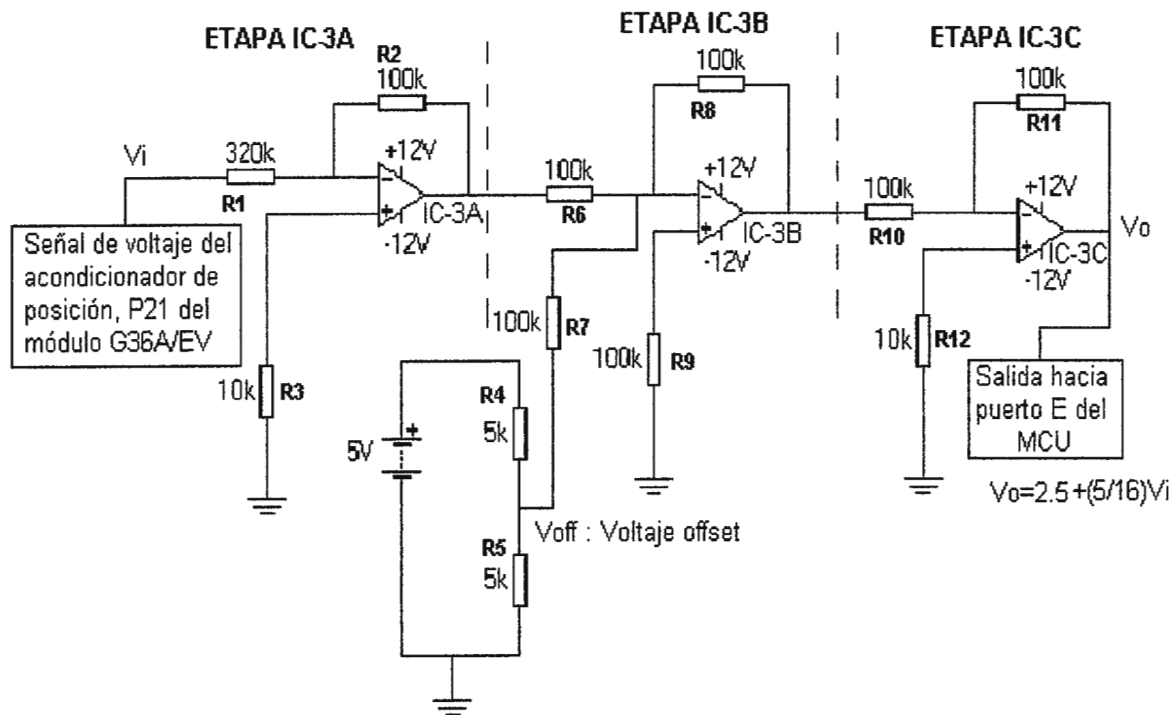 ETAPA IC-3A
ETAPA IC-3B
ETAPA IC-3C
R2
100k
100k
R8
100k
R11
Vi
320k
R1
+12V
IC-3A
-12V
100k
R6
+12V
IC-3B
-12V
100k
R10
+12V
IC-3C
-12V
Vo
Señal de voltaje del
acondicionador de
posición, P21 del
módulo G36A/EV
10k
R3
100k
R7
100k
R9
10k
R12
R4
5k
5V
+
Voff : Voltaje offset
R5
5k
Salida hacia
puerto E del
MCU
Vo=2.5+(5/16)Vi